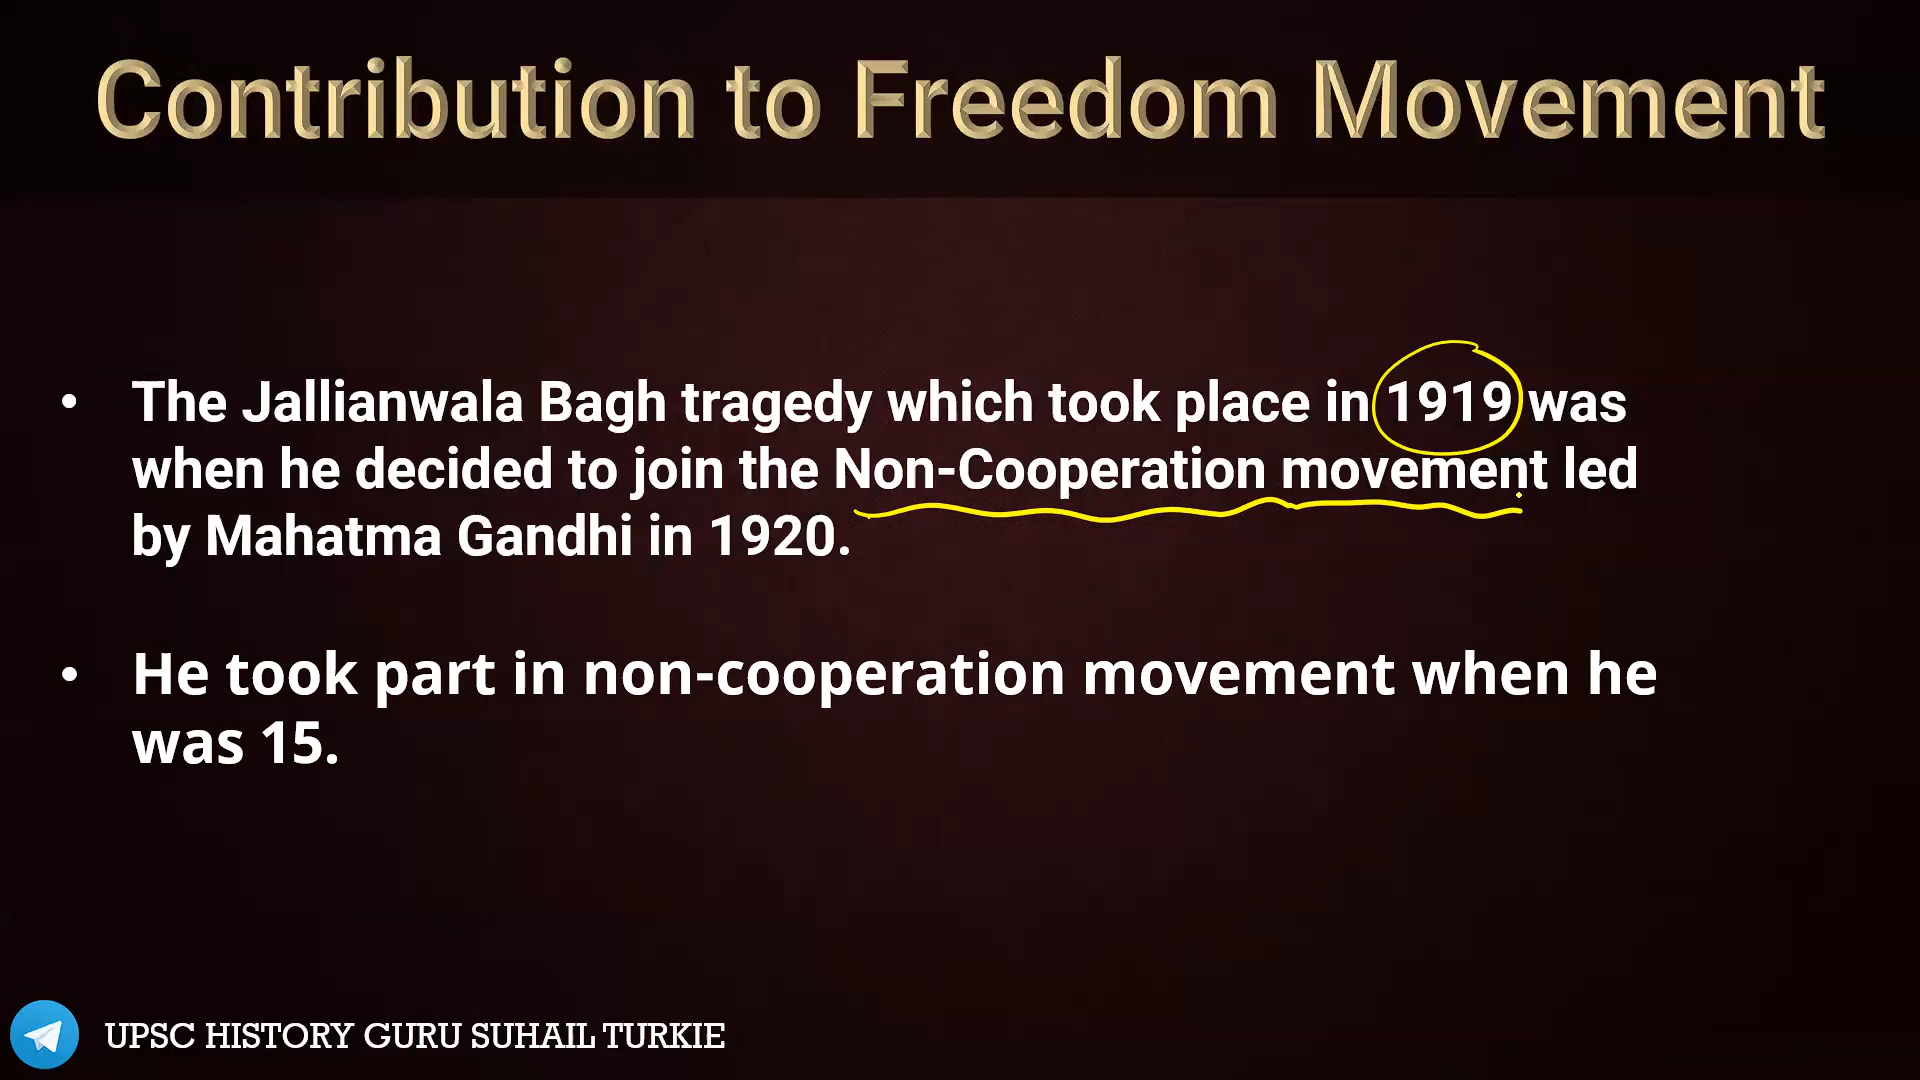 Contribution to Freedom Movement
• The Jallianwala Bagh tragedy which took place in 1919 was
when he decided to join the Non-Cooperation movement led
by Mahatma Gandhi in 1920.
• He took part in non-cooperation movement when he
was 15.
UPSC HISTORY GURU SUHAIL TURKIE